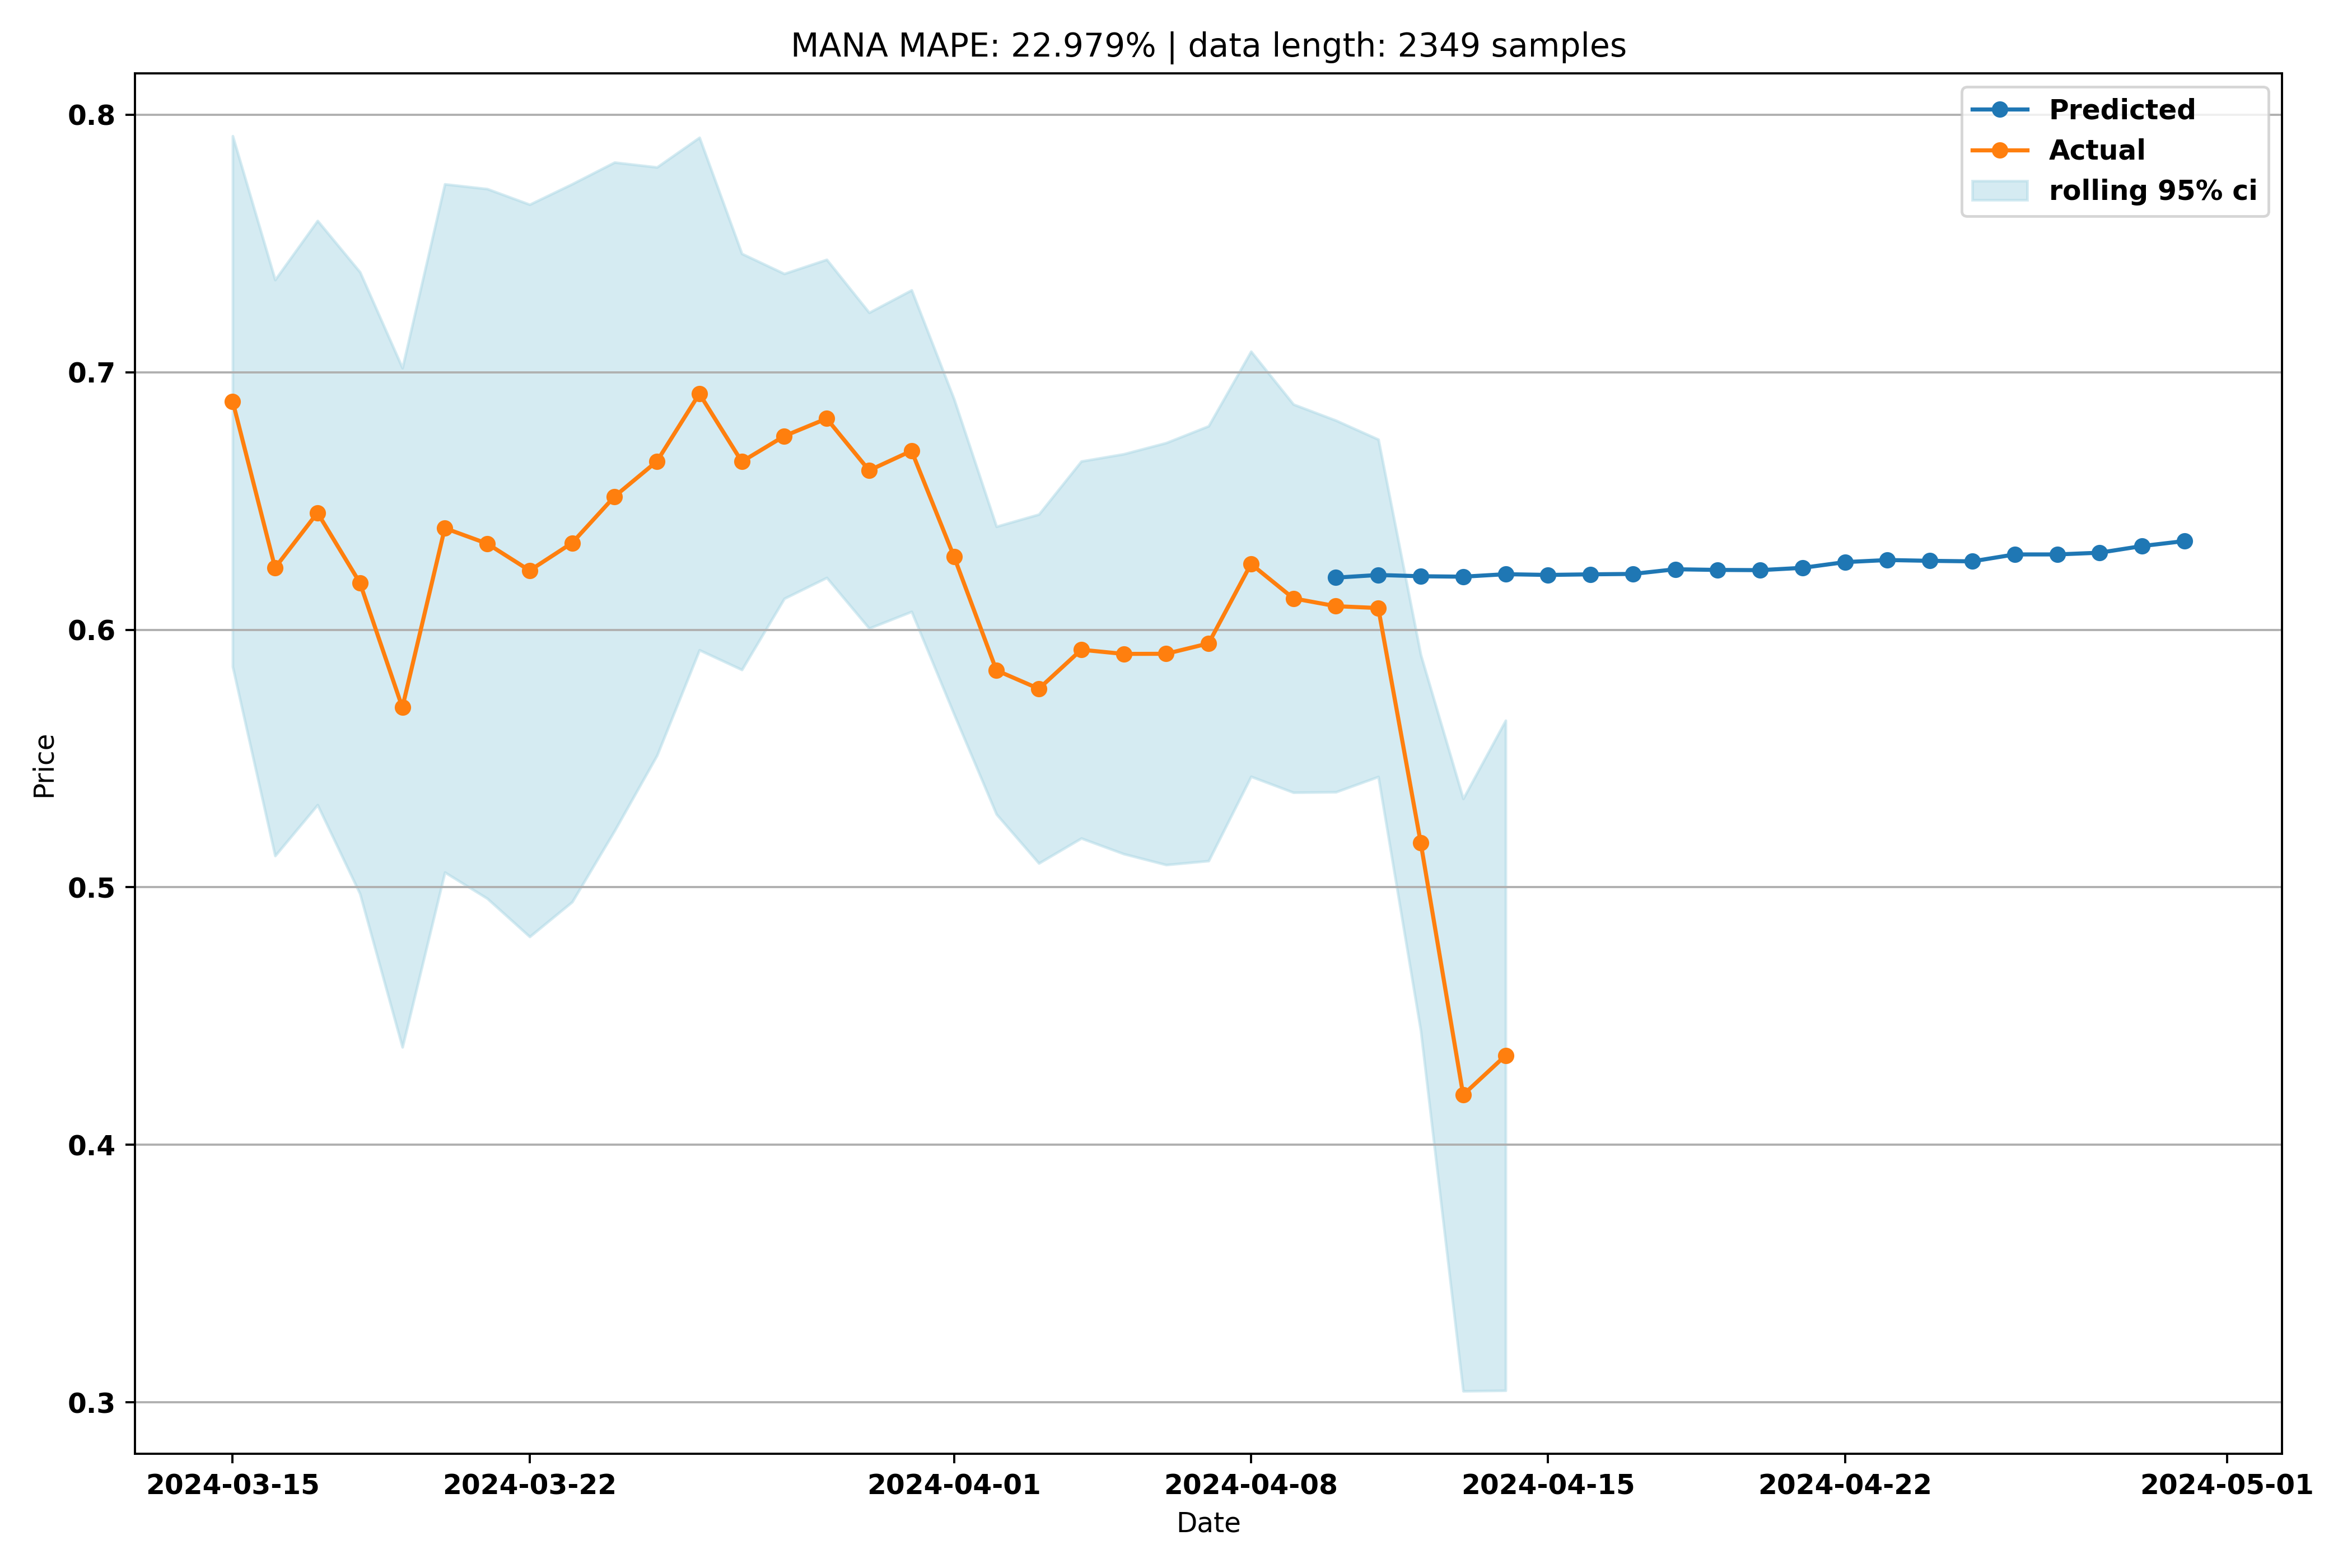 MANA MAPE: 22.979% | data length: 2349 samples
Predicted
Actual
rolling 95% ci
0.8
0.7
0.6
0.5
0.4
0.3
Price
2024-03-15
2024-03-22
2024-04-01
2024-04-08
2024-04-15
2024-04-22
2024-05-01
Date